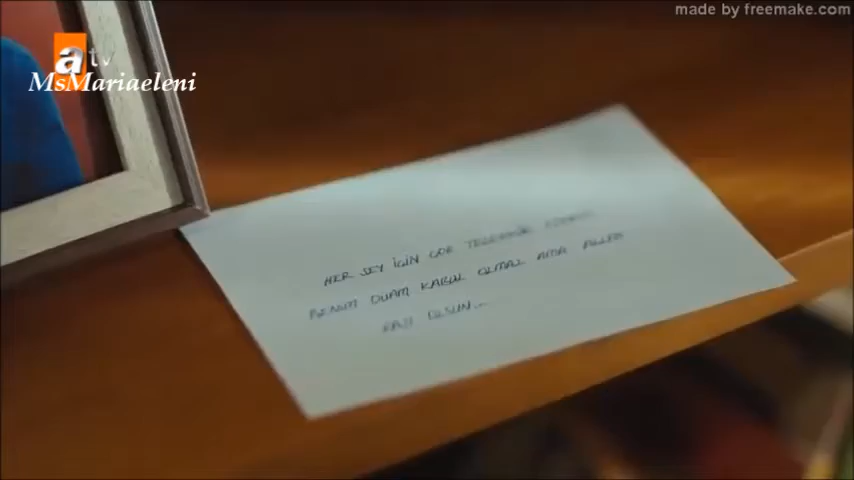 made by freemake.com
atv
MsMariaeleni
HER ŞEY İÇİN ÇOK TEŞEKKÜR EDERİM
BENİM DUAM KABUL OLMAZ AMA ALLAH
RAZI OLSUN...